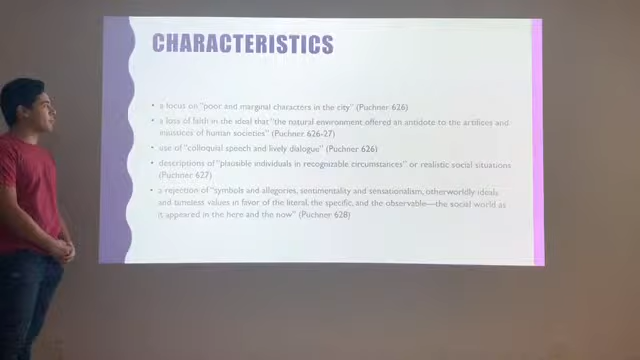 CHARACTERISTICS
• a focus on "poor and marginal characters in the city" (Puchner 626)
• a loss of faith in the ideal that "the natural environment offered an antidote to the artifices and
injustices of human societies" (Puchner 626-27)
• use of "colloquial speech and lively dialogue" (Puchner 626)
• descriptions of "plausible individuals in recognizable circumstances" or realistic social situations
(Puchner 627)
• a rejection of "symbols and allegories, sentimentality and sensationalism, otherworldly ideals
and timeless values in favor of the literal, the specific, and the observable—the social world as
it appeared in the here and the now" (Puchner 628)